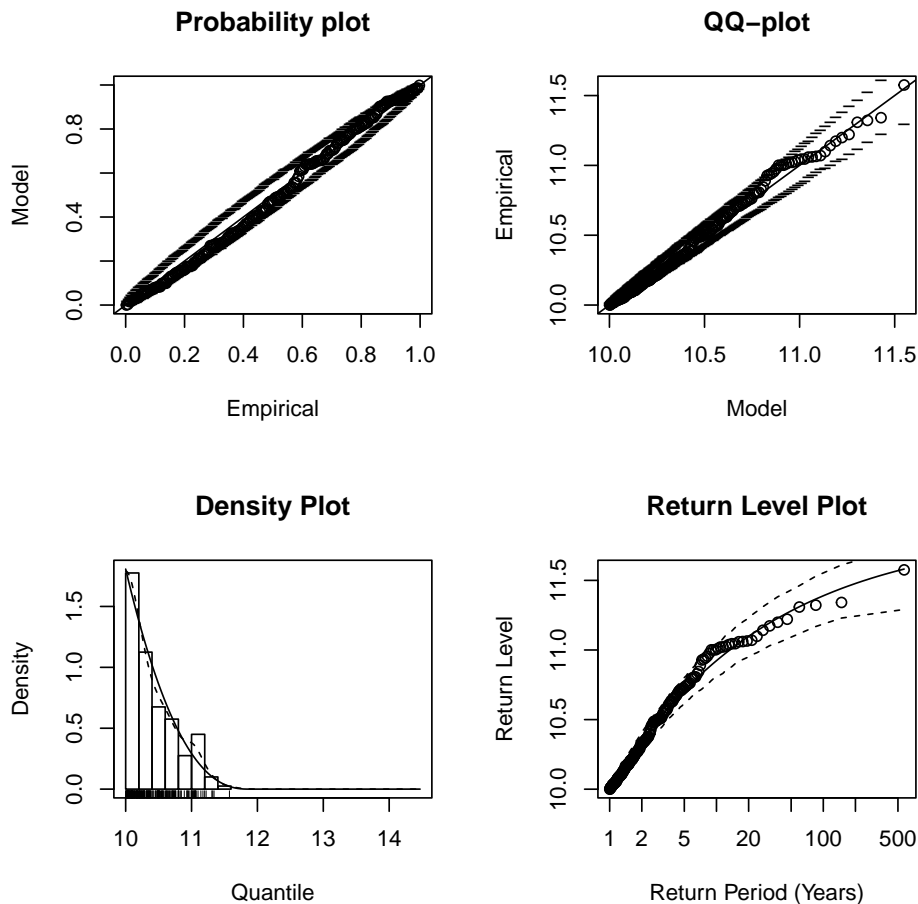 Probability plot
Model
0.0 0.4 0.8
0.0 0.2 0.4 0.6 0.8 1.0
Empirical
QQ−plot
Empirical
10.0 10.5 11.0 11.5
10.0 10.5 11.0 11.5
Model
Density Plot
Density
0.0 0.5 1.0 1.5
10 11 12 13 14
Quantile
Return Level Plot
Return Level
10.0 10.5 11.0 11.5
1 2 5 20 100 500
Return Period (Years)